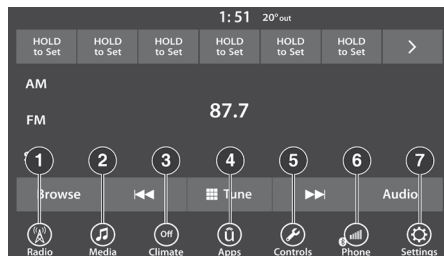 1:51 20° out
HOLD to Set HOLD to Set HOLD to Set HOLD to Set HOLD to Set HOLD to Set >
AM
87.7
FM
1 2 3 4 5 6 7
Browse Tune Audio
Off û
Radio Media Climate Apps Controls Phone Settings